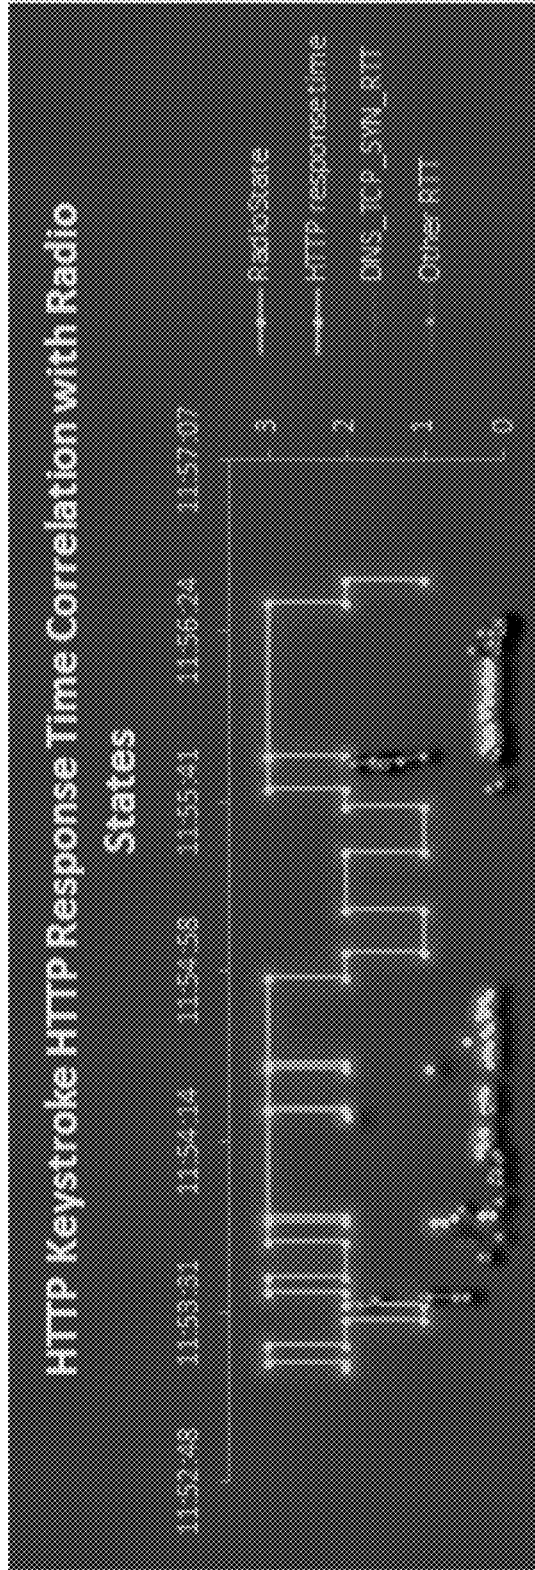 HTTP Keystroke HTTP Response Time Correlation with Radio
States
11:52:48
11:53:31
11:54:14
11:54:58
11:55:41
11:56:24
11:57:07
3
2
1
0
RadioState
HTTP response time
DNS_TCP_SYN_RTT
Other RTT